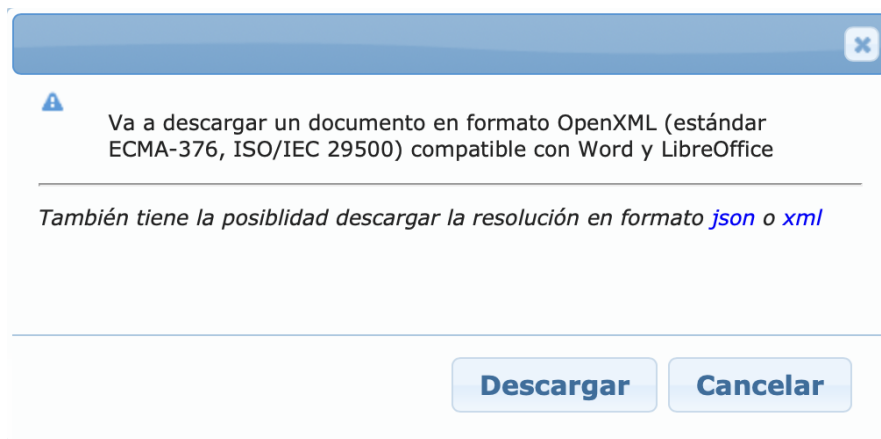 Va a descargar un documento en formato OpenXML (estándar
ECMA-376, ISO/IEC 29500) compatible con Word y LibreOffice
También tiene la posiblidad descargar la resolución en formato json o xml
Descargar
Cancelar